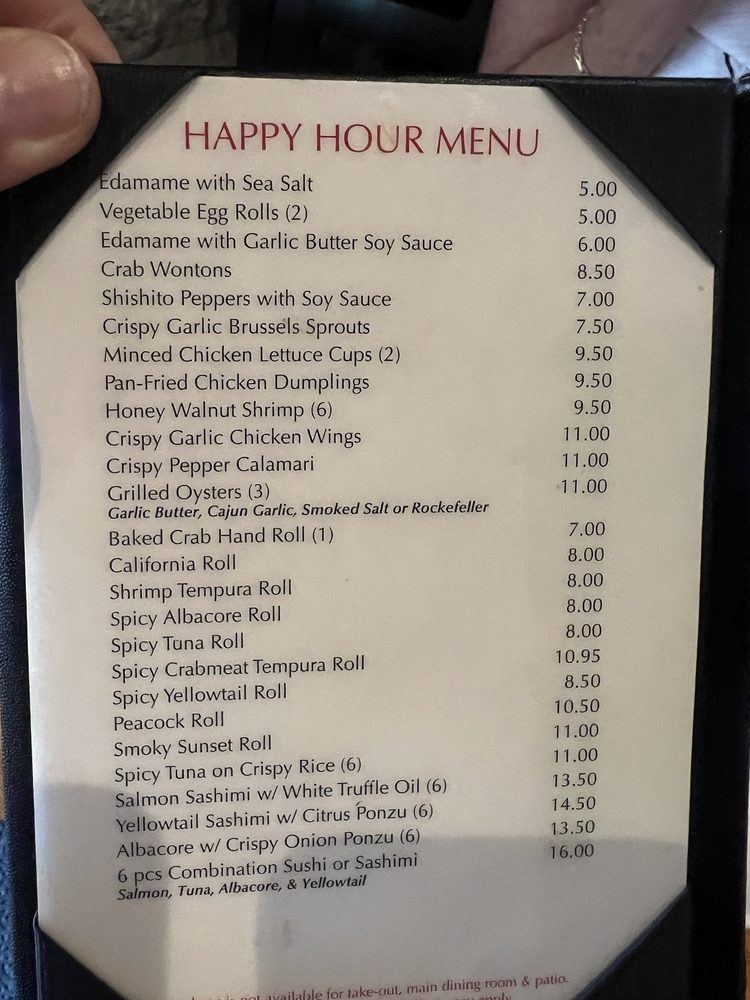 HAPPY HOUR MENU
Edamame with Sea Salt 5.00
Vegetable Egg Rolls (2) 5.00
Edamame with Garlic Butter Soy Sauce 6.00
Crab Wontons 8.50
Shishito Peppers with Soy Sauce 7.00
Crispy Garlic Brussels Sprouts 7.50
Minced Chicken Lettuce Cups (2) 9.50
Pan-Fried Chicken Dumplings 9.50
Honey Walnut Shrimp (6) 9.50
Crispy Garlic Chicken Wings 11.00
Crispy Pepper Calamari 11.00
Grilled Oysters (3) 11.00
Garlic Butter, Cajun Garlic, Smoked Salt or Rockefeller
Baked Crab Hand Roll (1) 7.00
California Roll 8.00
Shrimp Tempura Roll 8.00
Spicy Albacore Roll 8.00
Spicy Tuna Roll 8.00
Spicy Crabmeat Tempura Roll 10.95
Spicy Yellowtail Roll 8.50
Peacock Roll 10.50
Smoky Sunset Roll 11.00
Spicy Tuna on Crispy Rice (6) 11.00
Salmon Sashimi w/ White Truffle Oil (6) 13.50
Yellowtail Sashimi w/ Citrus Ponzu (6) 14.50
Albacore w/ Crispy Onion Ponzu (6) 13.50
6 pcs Combination Sushi or Sashimi 16.00
Salmon, Tuna, Albacore, & Yellowtail
not available for take-out, main dining room & patio.
apply